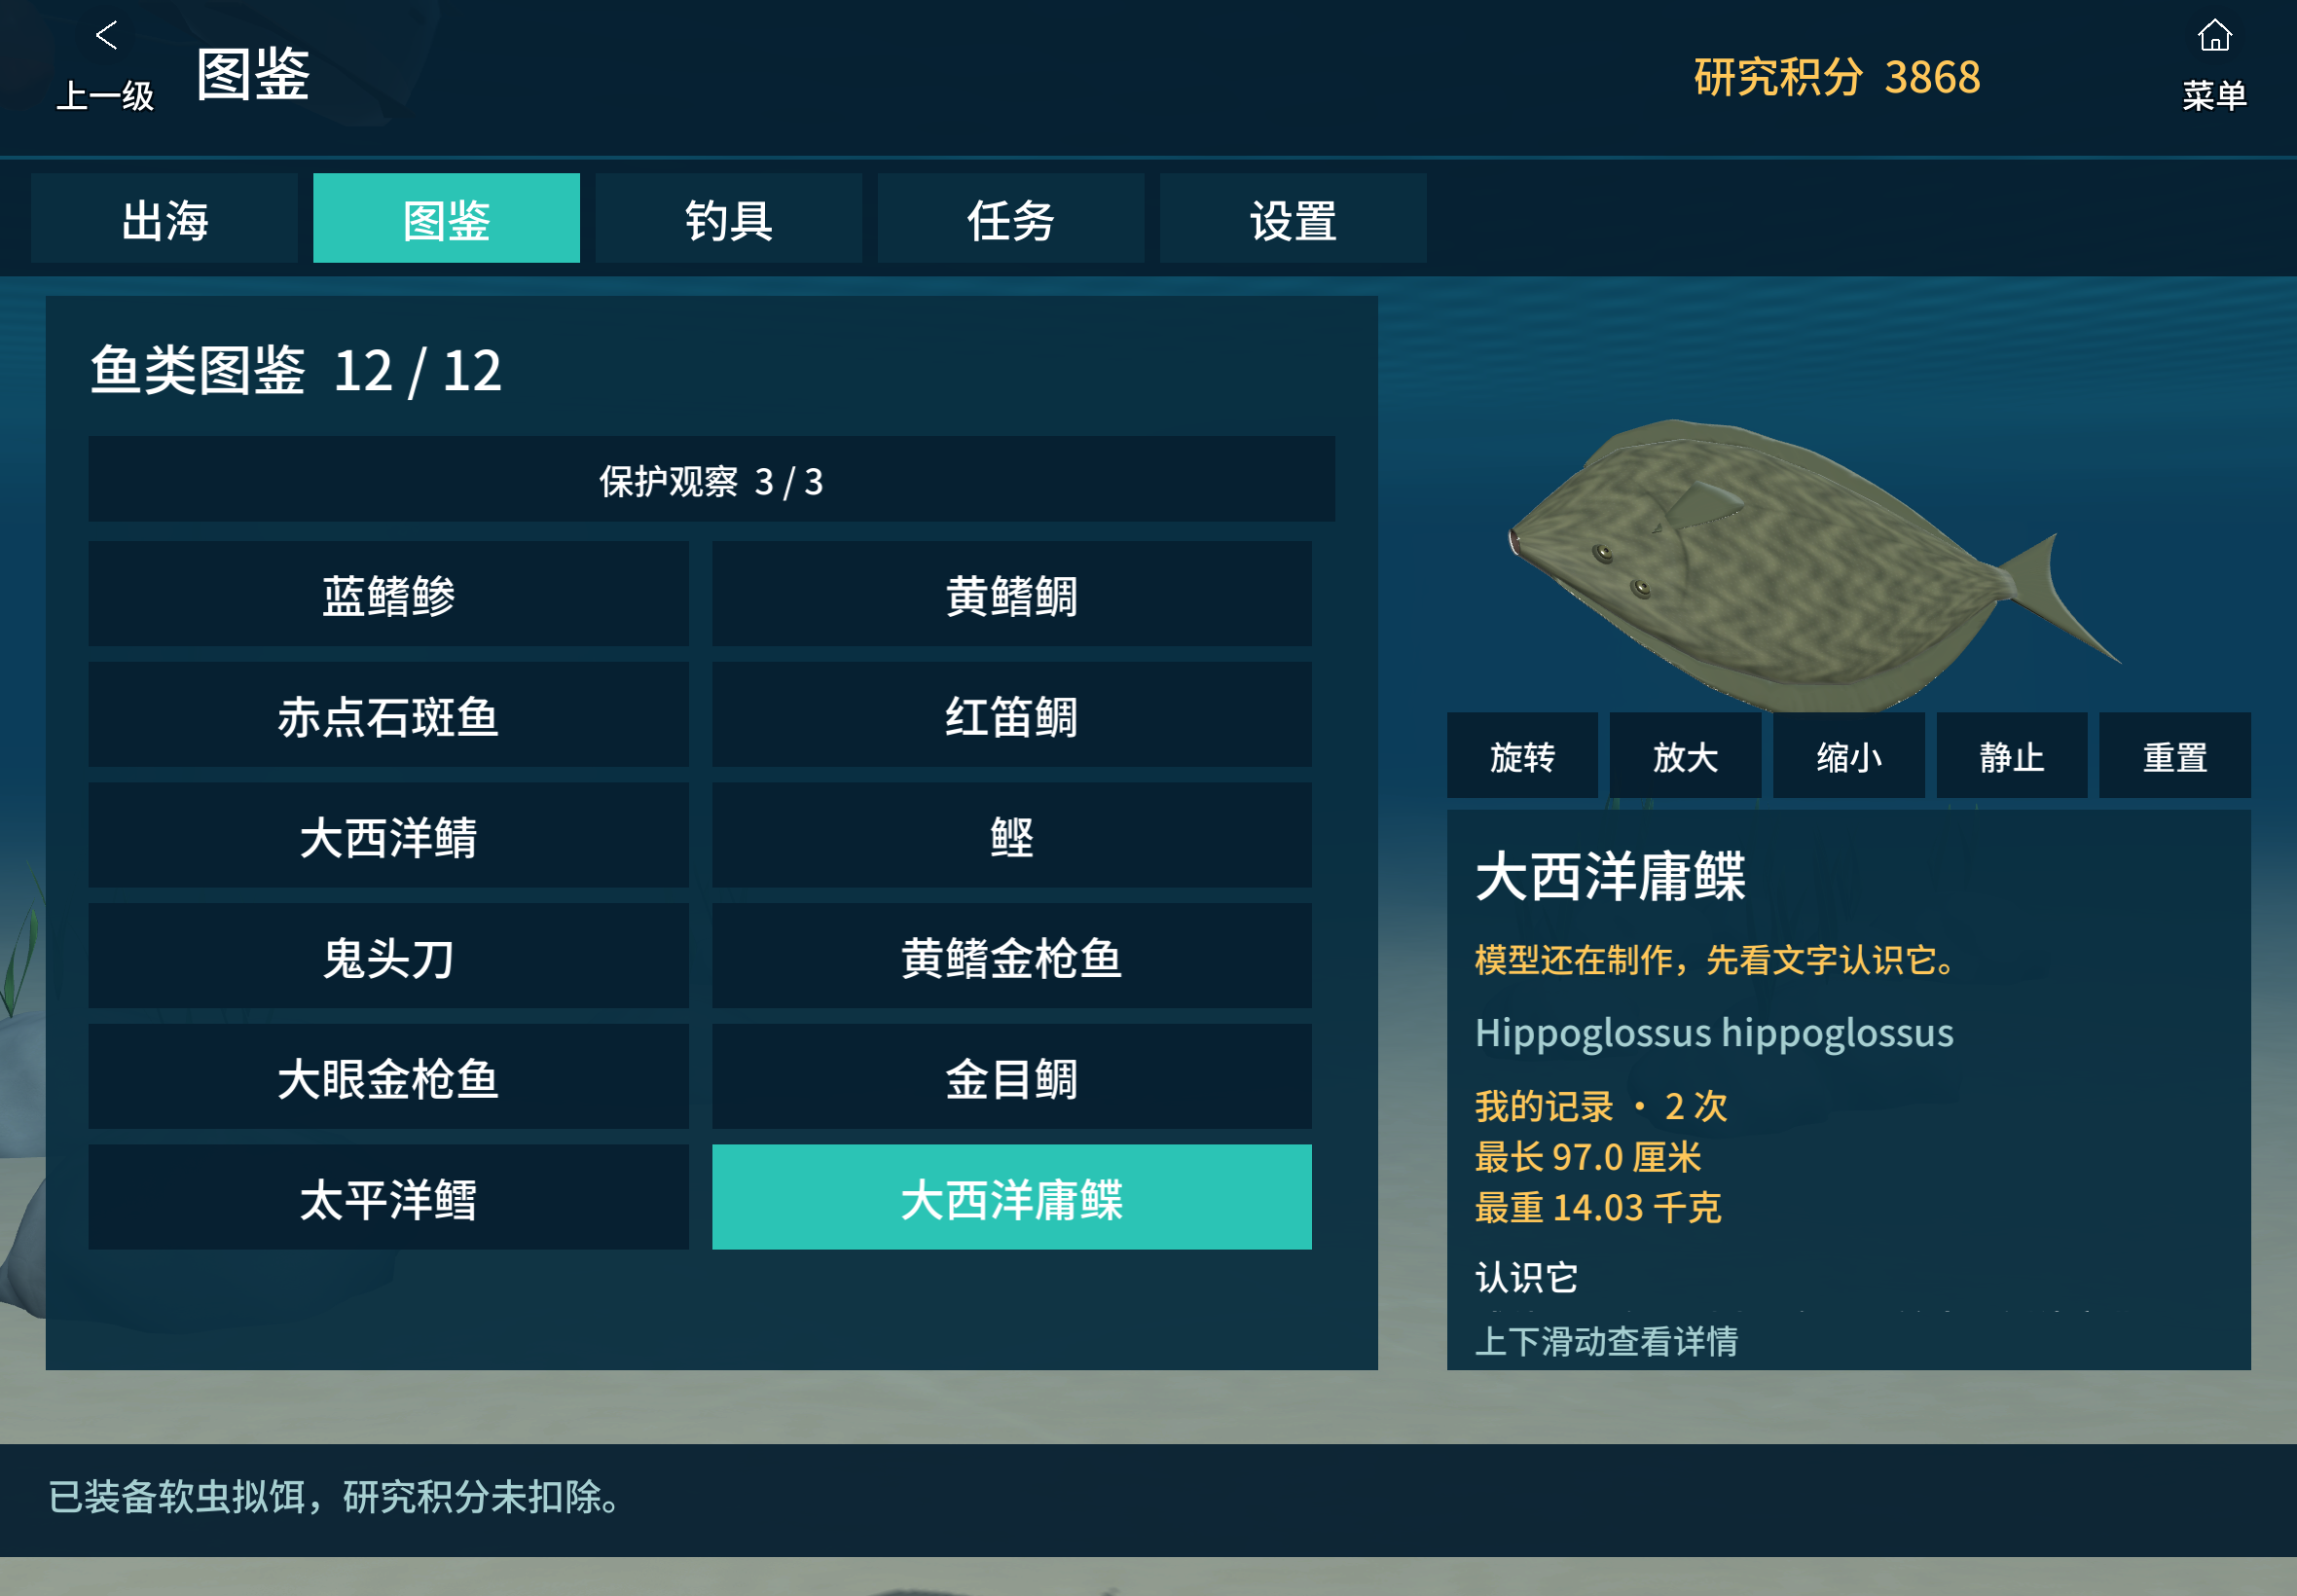 上一级
图鉴
研究积分 3868
菜单
出海
图鉴
钓具
任务
设置
鱼类图鉴 12 / 12
保护观察 3 / 3
蓝鳍鲹
黄鳍鲷
赤点石斑鱼
红笛鲷
大西洋鲭
鲣
鬼头刀
黄鳍金枪鱼
大眼金枪鱼
金目鲷
太平洋鳕
大西洋庸鲽
旋转
放大
缩小
静止
重置
大西洋庸鲽
模型还在制作，先看文字认识它。
Hippoglossus hippoglossus
我的记录 · 2 次
最长 97.0 厘米
最重 14.03 千克
认识它
上下滑动查看详情
已装备软虫拟饵，研究积分未扣除。